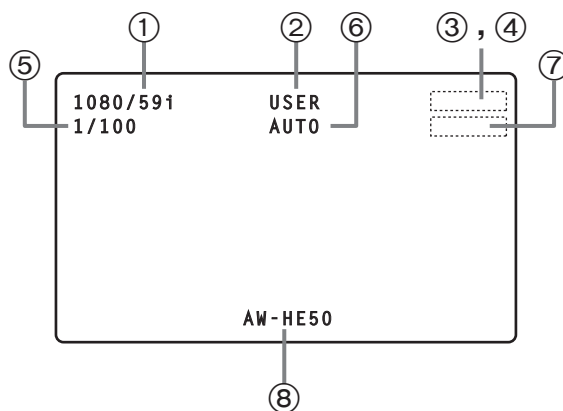 ① ② ⑥ ③ , ④
⑤ ⑦
1080/59i USER
1/100 AUTO
AW-HE50
⑧